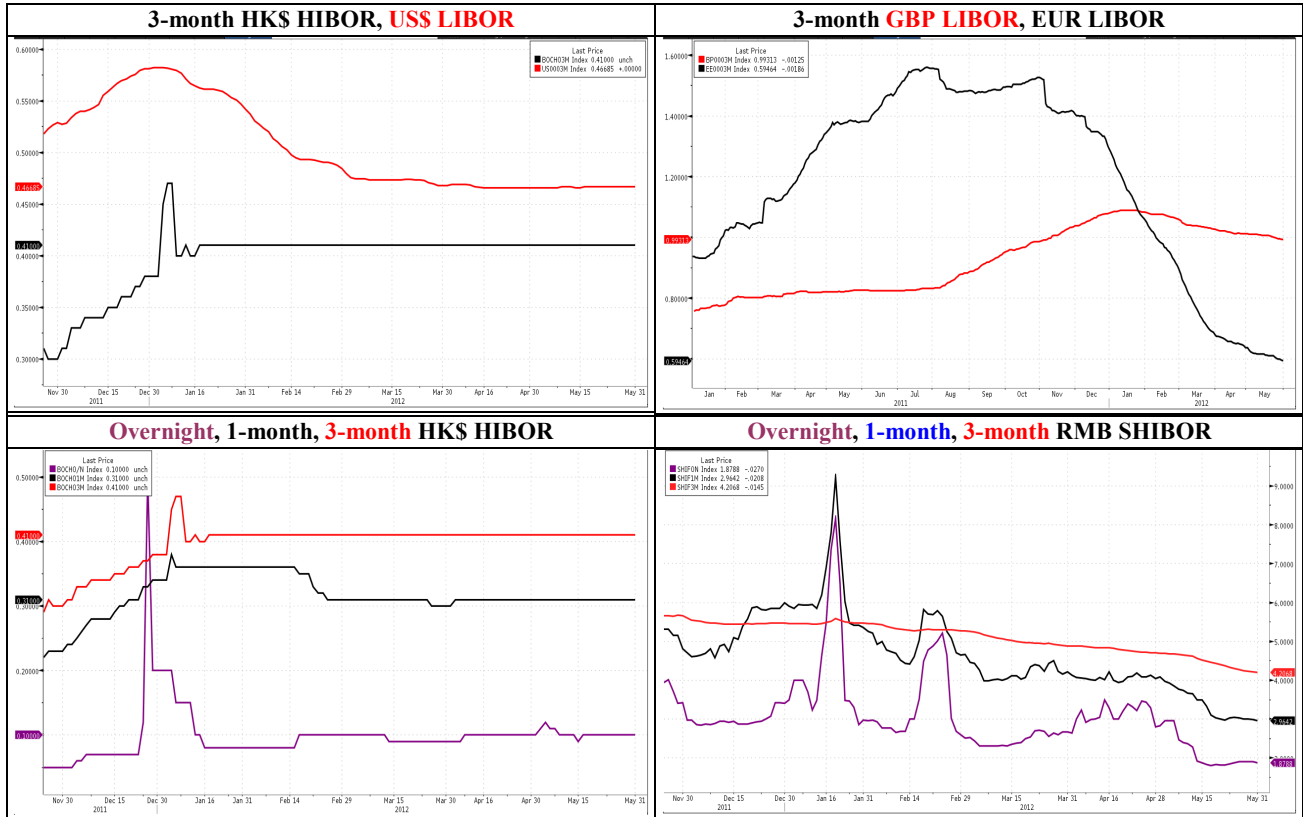 3-month HK$ HIBOR, US$ LIBOR
0.60000
0.55000
0.50000
0.46685
0.45000
0.41000
0.40000
0.35000
0.30000
Last Price
BOCH03M Index 0.41000 unch
US0003M Index 0.46685 +.00000
Nov 30 Dec 15 Dec 30 Jan 16 Jan 31 Feb 14 Feb 29 Mar 15 Mar 30 Apr 16 Apr 30 May 15 May 31
2011 2012
3-month GBP LIBOR, EUR LIBOR
Last Price
BP0003M Index 0.99313 -.00125
EE0003M Index 0.59464 -.00186
1.60000
1.40000
1.20000
0.99313
0.80000
0.59464
Jan Feb Mar Apr May Jun Jul Aug Sep Oct Nov Dec Jan Feb Mar Apr May
2011 2012
Overnight, 1-month, 3-month HK$ HIBOR
Last Price
BOCHO/N Index 0.10000 unch
BOCH01M Index 0.31000 unch
BOCH03M Index 0.41000 unch
0.50000
0.41000
0.40000
0.31000
0.30000
0.20000
0.10000
Nov 30 Dec 15 Dec 30 Jan 16 Jan 31 Feb 14 Feb 29 Mar 15 Mar 30 Apr 16 Apr 30 May 15 May 31
2011 2012
Overnight, 1-month, 3-month RMB SHIBOR
Last Price
SHIFON Index 1.8788 -.0270
SHIF1M Index 2.9642 -.0208
SHIF3M Index 4.2068 -.0145
9.0000
8.0000
7.0000
6.0000
5.0000
4.2068
4.0000
2.9642
1.8788
Nov 30 Dec 15 Dec 30 Jan 16 Jan 31 Feb 14 Feb 29 Mar 15 Mar 31 Apr 16 Apr 28 May 15 May 31
2011 2012